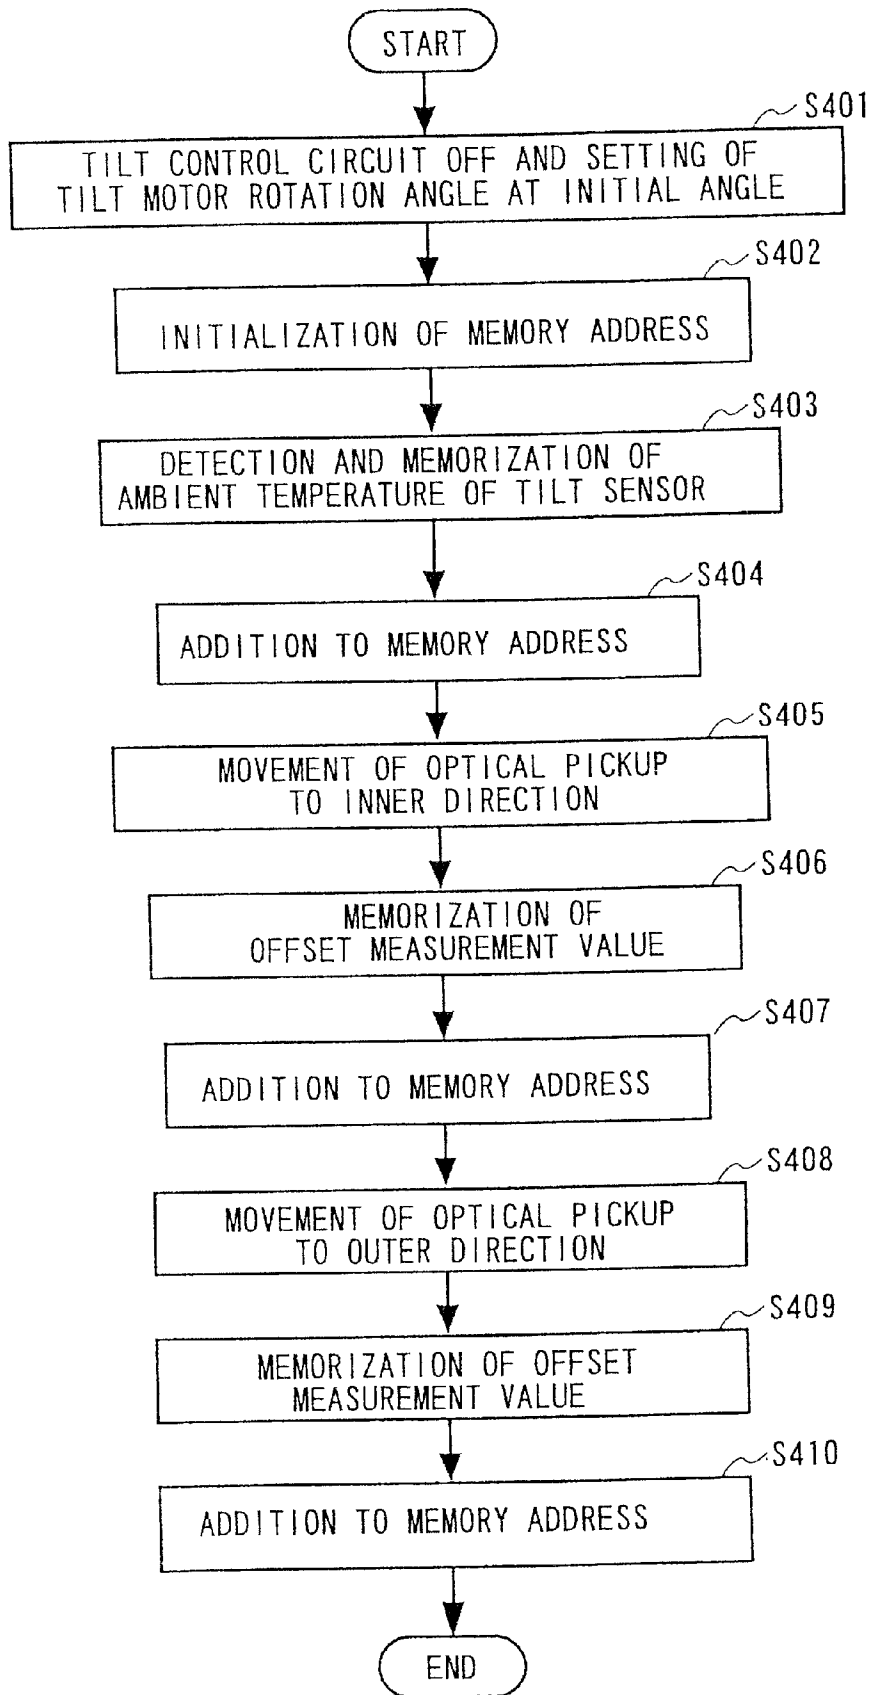 START
S401
TILT CONTROL CIRCUIT OFF AND SETTING OF
TILT MOTOR ROTATION ANGLE AT INITIAL ANGLE
S402
INITIALIZATION OF MEMORY ADDRESS
S403
DETECTION AND MEMORIZATION OF
AMBIENT TEMPERATURE OF TILT SENSOR
S404
ADDITION TO MEMORY ADDRESS
S405
MOVEMENT OF OPTICAL PICKUP
TO INNER DIRECTION
S406
MEMORIZATION OF
OFFSET MEASUREMENT VALUE
S407
ADDITION TO MEMORY ADDRESS
S408
MOVEMENT OF OPTICAL PICKUP
TO OUTER DIRECTION
S409
MEMORIZATION OF OFFSET
MEASUREMENT VALUE
S410
ADDITION TO MEMORY ADDRESS
END